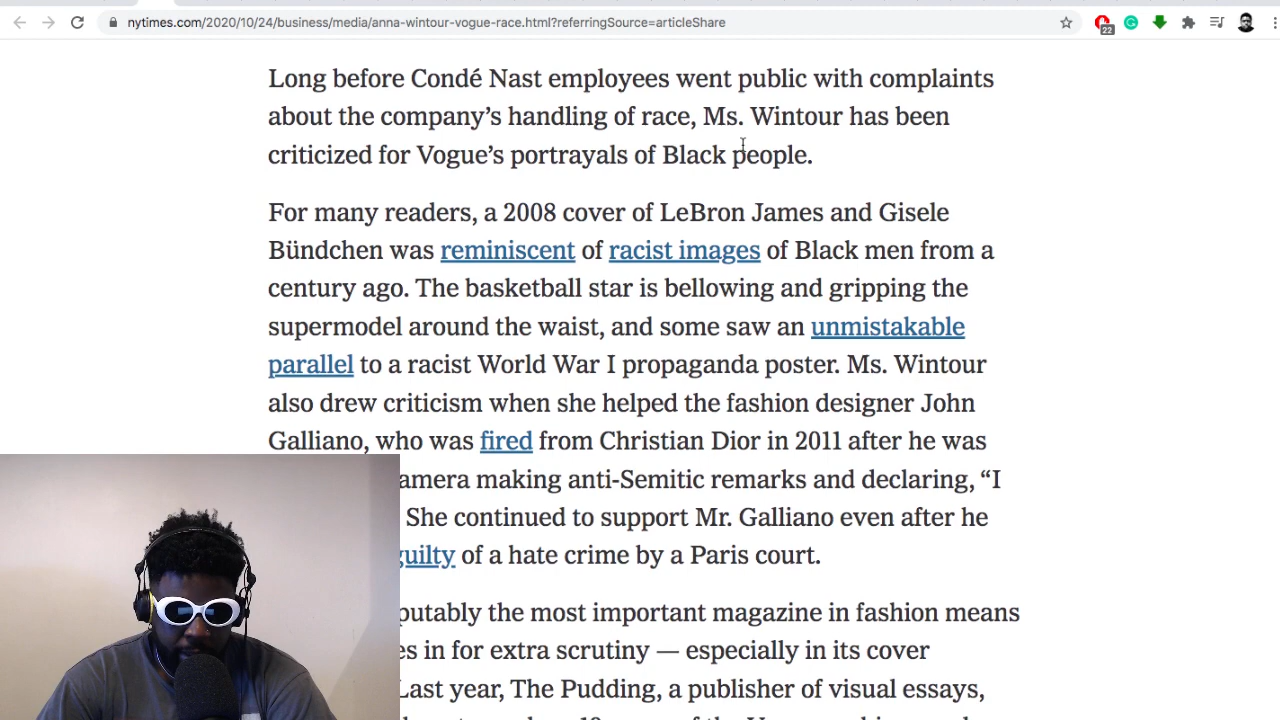 nytimes.com/2020/10/24/business/media/anna-wintour-vogue-race.html?referringSource=articleShare
22
Long before Condé Nast employees went public with complaints
about the company’s handling of race, Ms. Wintour has been
criticized for Vogue’s portrayals of Black people.
For many readers, a 2008 cover of LeBron James and Gisele
Bündchen was reminiscent of racist images of Black men from a
century ago. The basketball star is bellowing and gripping the
supermodel around the waist, and some saw an unmistakable
parallel to a racist World War I propaganda poster. Ms. Wintour
also drew criticism when she helped the fashion designer John
Galliano, who was fired from Christian Dior in 2011 after he was
amera making anti-Semitic remarks and declaring, “I
She continued to support Mr. Galliano even after he
guilty of a hate crime by a Paris court.
putably the most important magazine in fashion means
es in for extra scrutiny — especially in its cover
Last year, The Pudding, a publisher of visual essays,